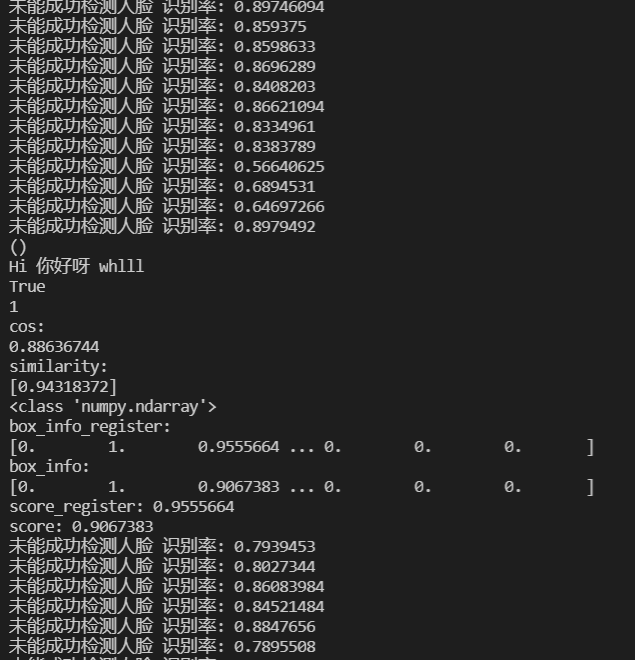 未能成功检测人脸 识别率: 0.89746094
未能成功检测人脸 识别率: 0.859375
未能成功检测人脸 识别率: 0.8598633
未能成功检测人脸 识别率: 0.8696289
未能成功检测人脸 识别率: 0.8408203
未能成功检测人脸 识别率: 0.86621094
未能成功检测人脸 识别率: 0.8334961
未能成功检测人脸 识别率: 0.8383789
未能成功检测人脸 识别率: 0.56640625
未能成功检测人脸 识别率: 0.6894531
未能成功检测人脸 识别率: 0.64697266
未能成功检测人脸 识别率: 0.8979492
()
Hi 你好呀 whlll
True
1
cos:
0.88636744
similarity:
[0.94318372]
<class 'numpy.ndarray'>
box_info_register:
[0.        1.        0.9555664 ... 0.        0.        0.       ]
box_info:
[0.        1.        0.9067383 ... 0.        0.        0.       ]
score_register: 0.9555664
score: 0.9067383
未能成功检测人脸 识别率: 0.7939453
未能成功检测人脸 识别率: 0.8027344
未能成功检测人脸 识别率: 0.86083984
未能成功检测人脸 识别率: 0.84521484
未能成功检测人脸 识别率: 0.8847656
未能成功检测人脸 识别率: 0.7895508